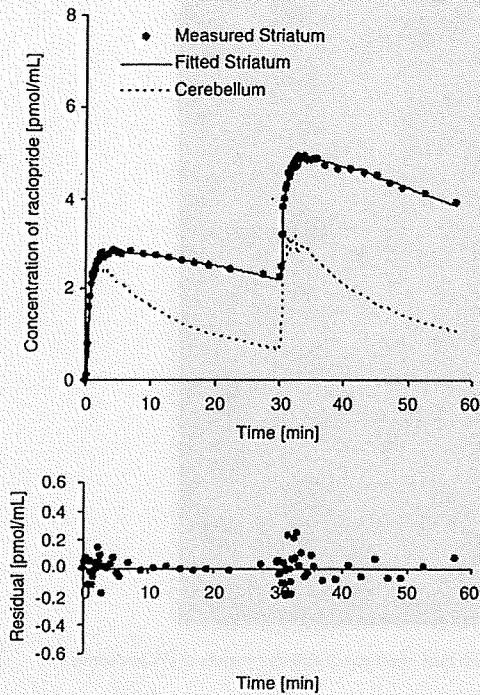 8
6
4
2
0
Concentration of raclopride [pmol/mL]
Measured Striatum
Fitted Striatum
Cerebellum
0 10 20 30 40 50 60
Time [min]
0.6
0.4
0.2
0.0
-0.2
-0.4
-0.6
Residual [pmol/mL]
0 10 20 30 40 50 60
Time [min]